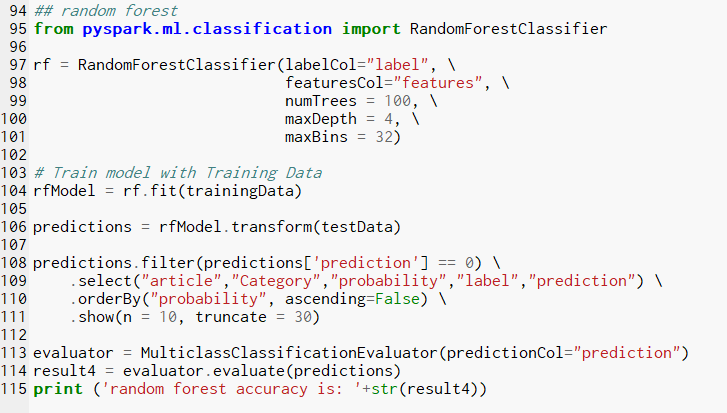 94 ## random forest
95 from pyspark.ml.classification import RandomForestClassifier
96
97 rf = RandomForestClassifier(labelCol="label", \
98                             featuresCol="features", \
99                             numTrees = 100, \
100                             maxDepth = 4, \
101                             maxBins = 32)
102
103 # Train model with Training Data
104 rfModel = rf.fit(trainingData)
105
106 predictions = rfModel.transform(testData)
107
108 predictions.filter(predictions['prediction'] == 0) \
109     .select("article","Category","probability","label","prediction") \
110     .orderBy("probability", ascending=False) \
111     .show(n = 10, truncate = 30)
112
113 evaluator = MulticlassClassificationEvaluator(predictionCol="prediction")
114 result4 = evaluator.evaluate(predictions)
115 print ('random forest accuracy is: '+str(result4))